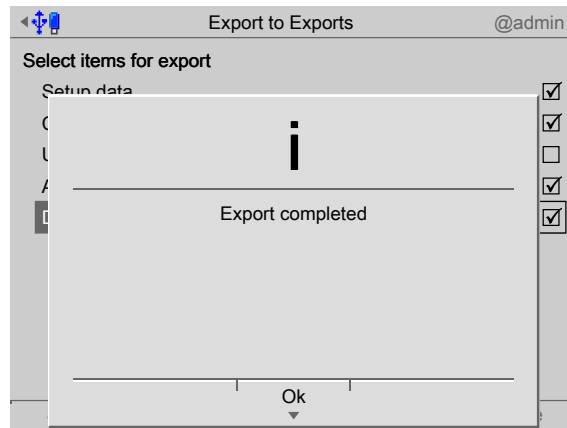 Export to Exports
@admin
Select items for export
Setup data
i
Export completed
Ok